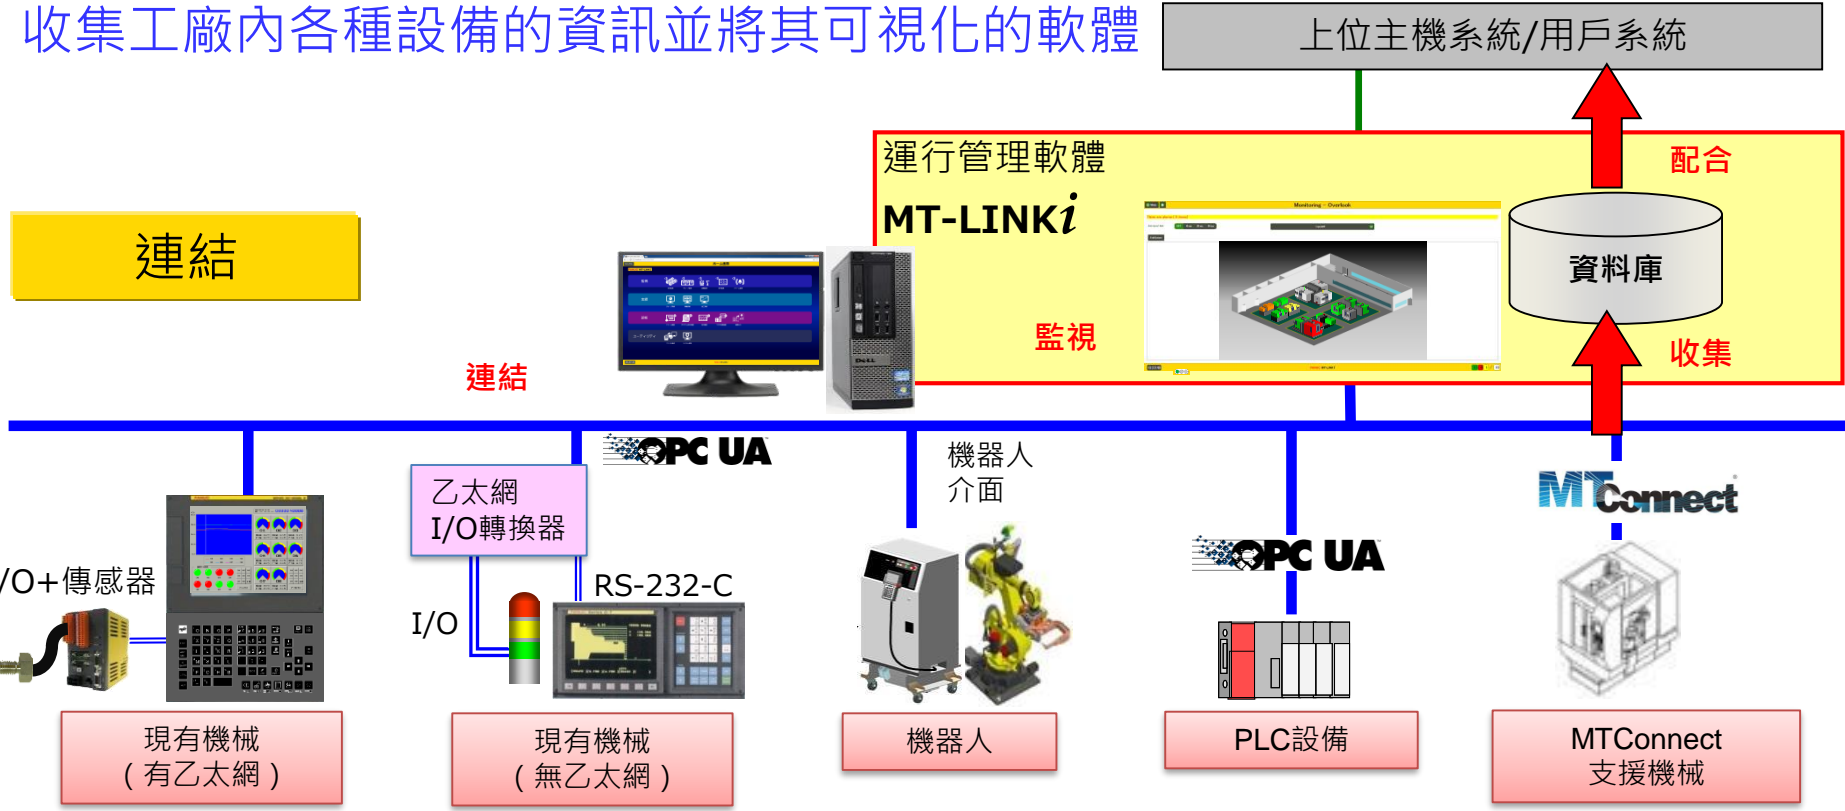 收集工廠內各種設備的資訊並將其可視化的軟體
上位主機系統/用戶系統
運行管理軟體
MT-LINKi
配合
連結
Monitoring - Overlook
資料庫
監視
收集
DELL
連結
OPC UA
機器人
介面
乙太網
I/O轉換器
MTConnect
OPC UA
/O+傳感器
RS-232-C
I/O
現有機械
(有乙太網)
現有機械
(無乙太網)
機器人
PLC設備
MTConnect
支援機械